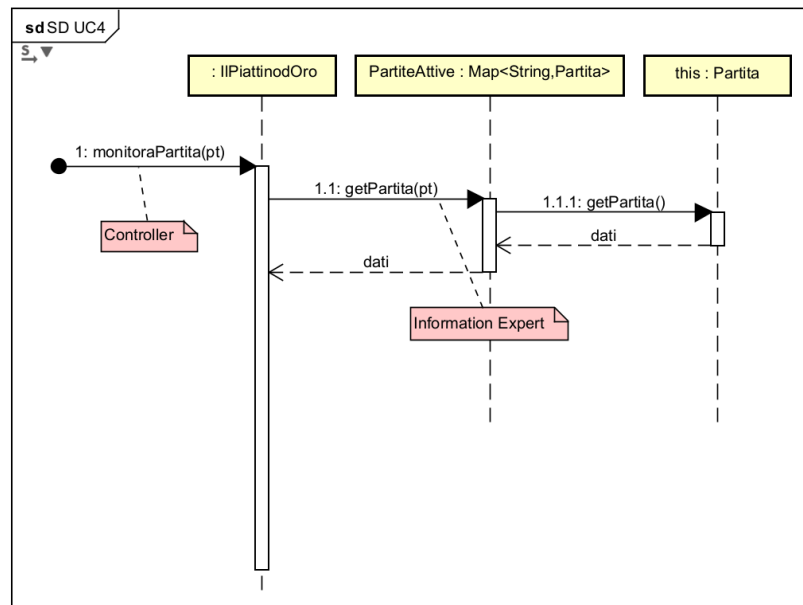 sd SD UC4
S
: IlPiattinodOro
PartiteAttive : Map<String,Partita>
this : Partita
1: monitoraPartita(pt)
1.1: getPartita(pt)
1.1.1: getPartita()
Controller
dati
dati
Information Expert